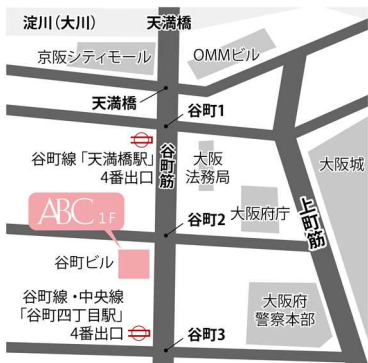 淀川(大川)
天満橋
京阪シティモール
OMMビル
天満橋
谷町1
谷町線「天満橋駅」
4番出口
谷町筋
大阪
法務局
大阪城
ABC 1F
大阪府庁
上町筋
谷町2
谷町ビル
谷町線・中央線
「谷町四丁目駅」
4番出口
大阪府
警察本部
谷町3